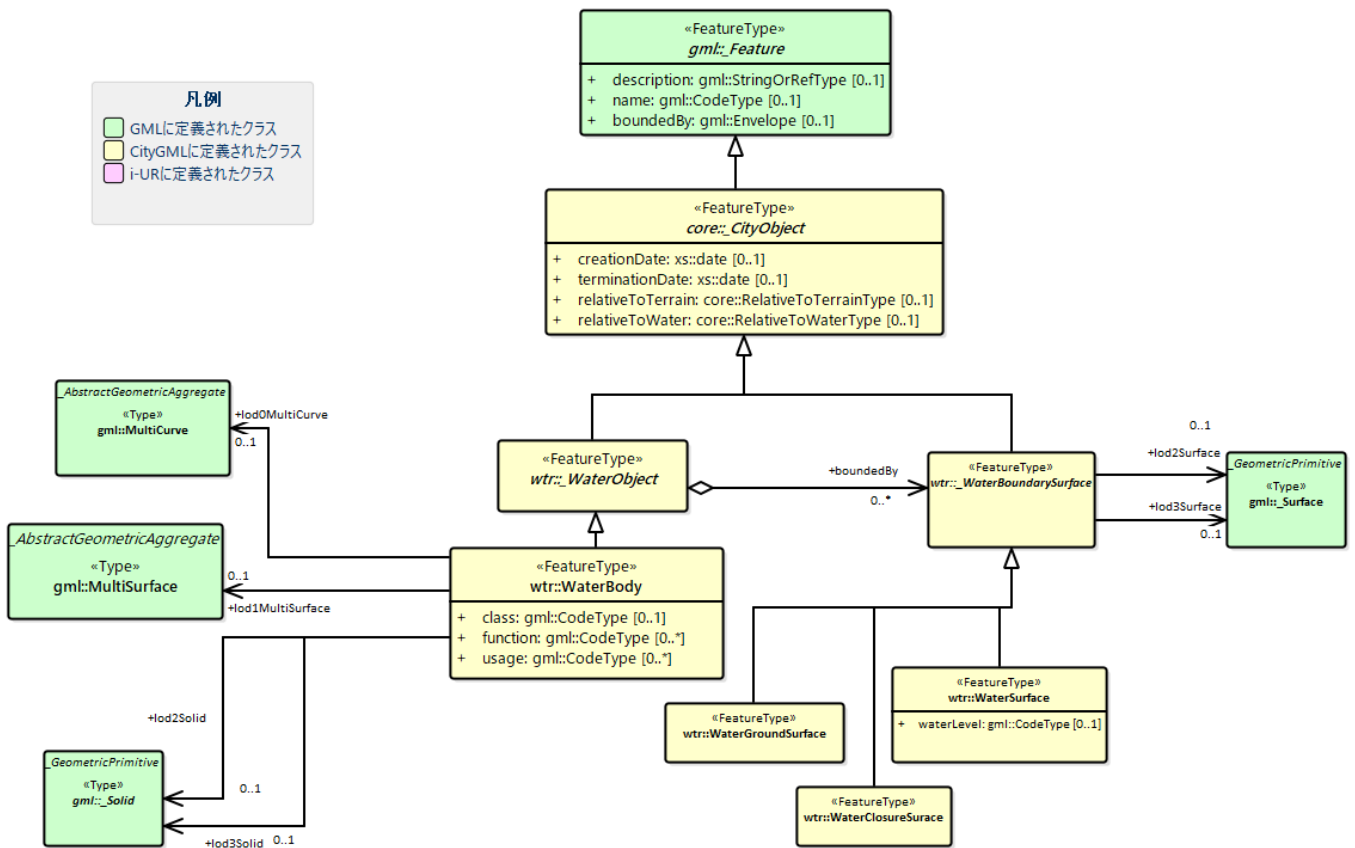 «FeatureType»
gml::_Feature
+ description: gml::StringOrRefType [0..1]
+ name: gml::CodeType [0..1]
+ boundedBy: gml::Envelope [0..1]
凡例
GMLに定義されたクラス
CityGMLに定義されたクラス
i-URに定義されたクラス
«FeatureType»
core::_CityObject
+ creationDate: xs::date [0..1]
+ terminationDate: xs::date [0..1]
+ relativeToTerrain: core::RelativeToTerrainType [0..1]
+ relativeToWater: core::RelativeToWaterType [0..1]
_AbstractGeometricAggregate
«Type»
gml::MultiCurve
+lod0MultiCurve
0..1
«FeatureType»
wtr::_WaterObject
+boundedBy
0..*
«FeatureType»
wtr::_WaterBoundarySurface
0..1
+lod2Surface
+lod3Surface
0..1
_GeometricPrimitive
«Type»
gml::_Surface
_AbstractGeometricAggregate
«Type»
gml::MultiSurface
0..1
+lod1MultiSurface
«FeatureType»
wtr::WaterBody
+ class: gml::CodeType [0..1]
+ function: gml::CodeType [0..*]
+ usage: gml::CodeType [0..*]
«FeatureType»
wtr::WaterSurface
+ waterLevel: gml::CodeType [0..1]
«FeatureType»
wtr::WaterGroundSurface
+lod2Solid
0..1
_GeometricPrimitive
«Type»
gml::_Solid
+lod3Solid
0..1
«FeatureType»
wtr::WaterClosureSurace